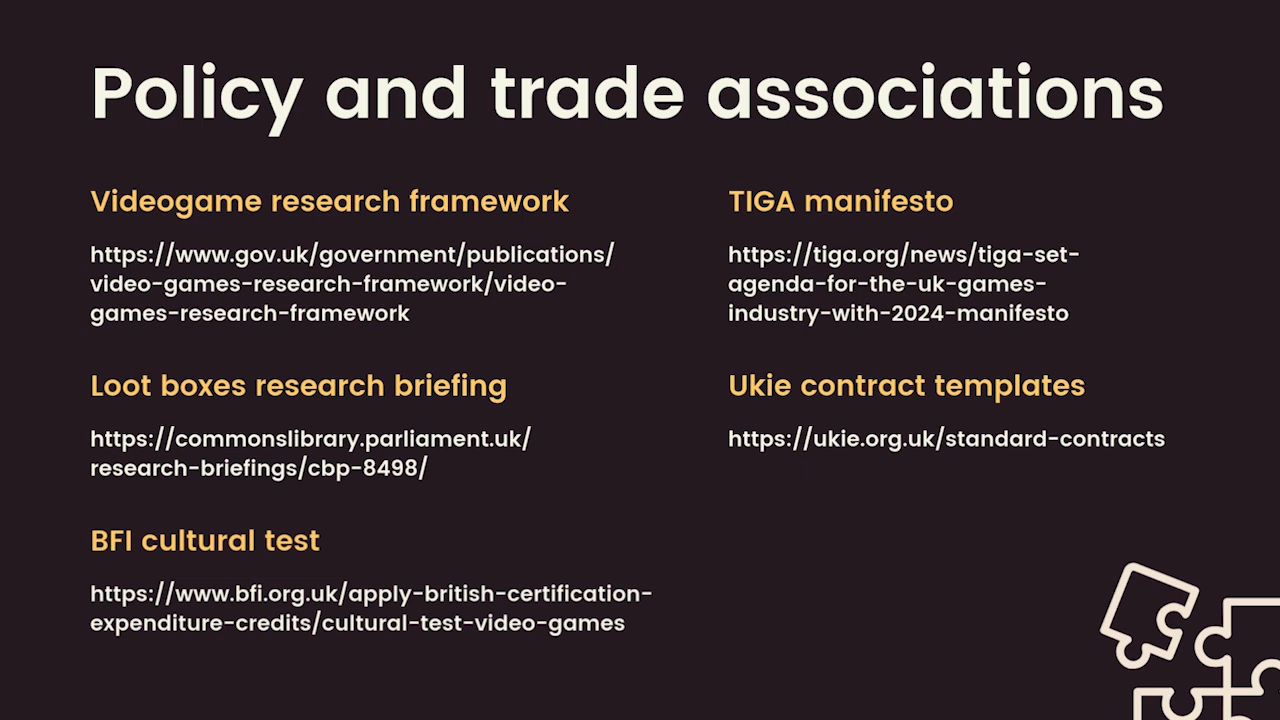 Policy and trade associations
Videogame research framework
https://www.gov.uk/government/publications/
video-games-research-framework/video-
games-research-framework
Loot boxes research briefing
https://commonslibrary.parliament.uk/
research-briefings/cbp-8498/
BFI cultural test
https://www.bfi.org.uk/apply-british-certification-
expenditure-credits/cultural-test-video-games
TIGA manifesto
https://tiga.org/news/tiga-set-
agenda-for-the-uk-games-
industry-with-2024-manifesto
Ukie contract templates
https://ukie.org.uk/standard-contracts